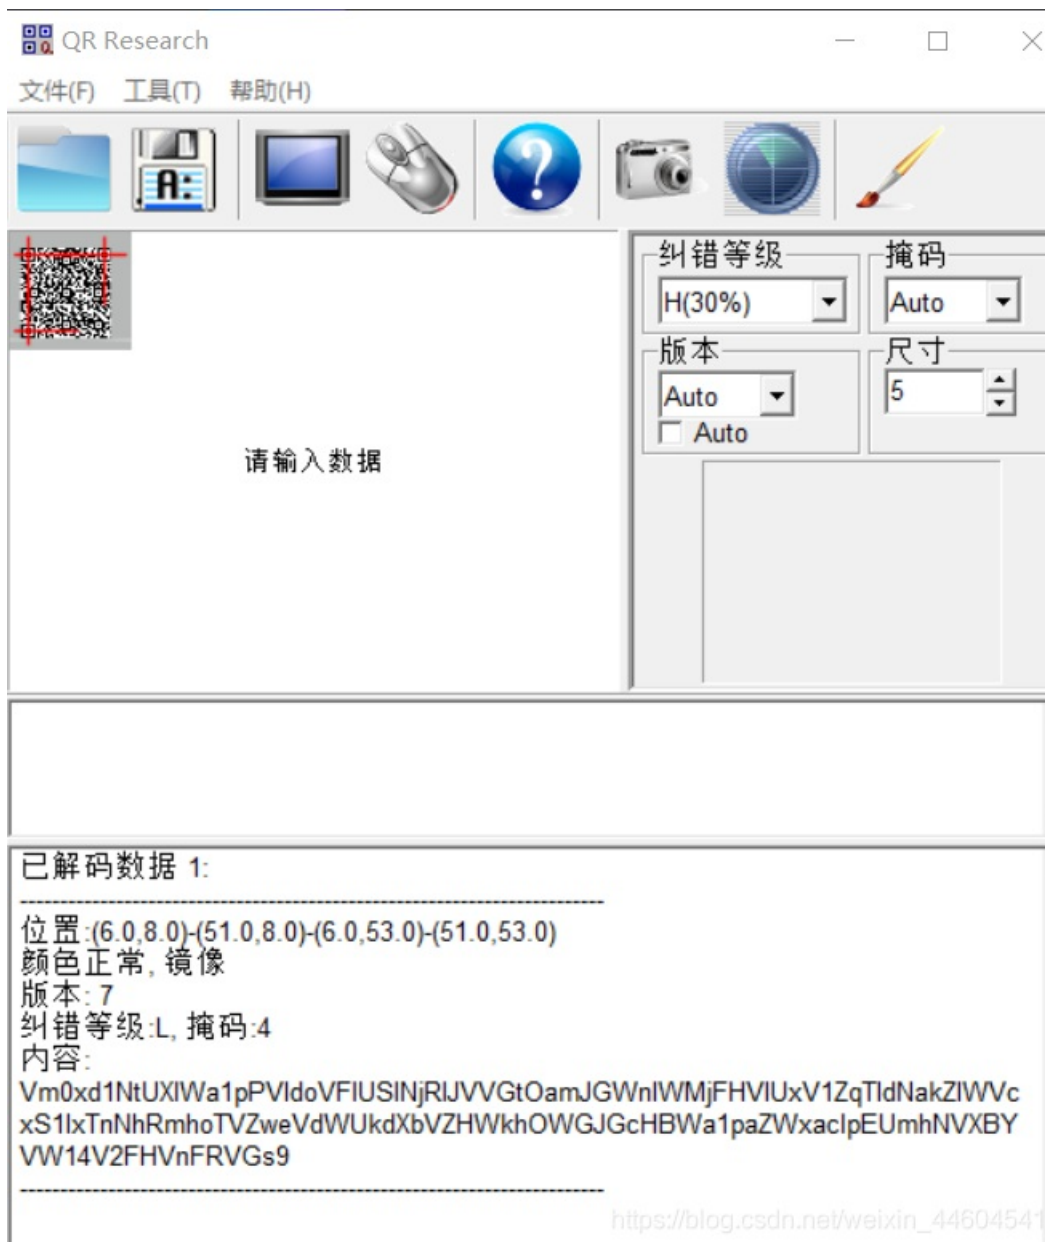 QR Research
文件(F) 工具(T) 帮助(H)
A:
纠错等级 掩码
H(30%) Auto
版本 尺寸
Auto 5
Auto
请输入数据
已解码数据 1:
位置:(6.0,8.0)-(51.0,8.0)-(6.0,53.0)-(51.0,53.0)
颜色正常, 镜像
版本: 7
纠错等级:L, 掩码:4
内容:
Vm0xd1NtUXlWa1pPVldoVFlUSlNjRlJVVGtOamJGWnlWMjFHVlUxV1ZqTldNakZlWVc
xS1lxTnNhRmhoTVZweVdWUkdXbVZHWkhOWGJGcHBWa1paZWxaclpEUmhNVXBY
VW14V2FHVnFRVGs9
https://blog.csdn.net/weixin_44604541